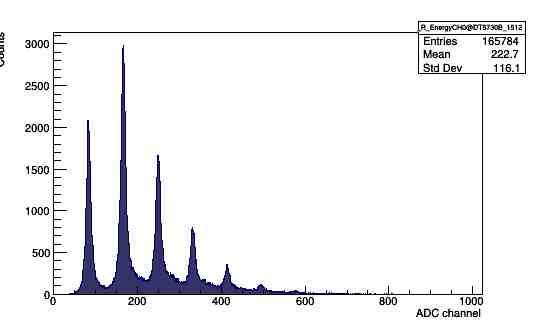 _R_EnergyCH0@DT5730B_1512
Entries 165784
Mean 222.7
Std Dev 116.1
Counts
3000
2500
2000
1500
1000
500
0
0 200 400 600 800 1000
ADC channel